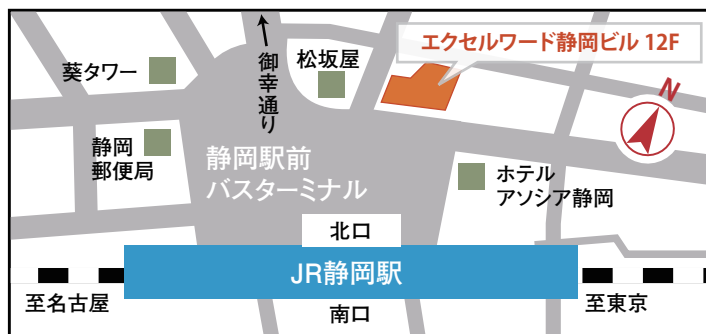 エクセルワード静岡ビル 12F
葵タワー
御幸通り
松坂屋
N
静岡
郵便局
静岡駅前
バスターミナル
ホテル
アソシア静岡
北口
JR静岡駅
至名古屋
南口
至東京